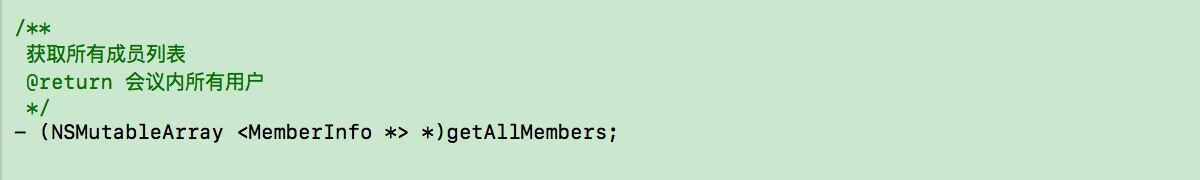 /**
 获取所有成员列表
 @return 会议内所有用户
 */
- (NSMutableArray <MemberInfo *> *)getAllMembers;